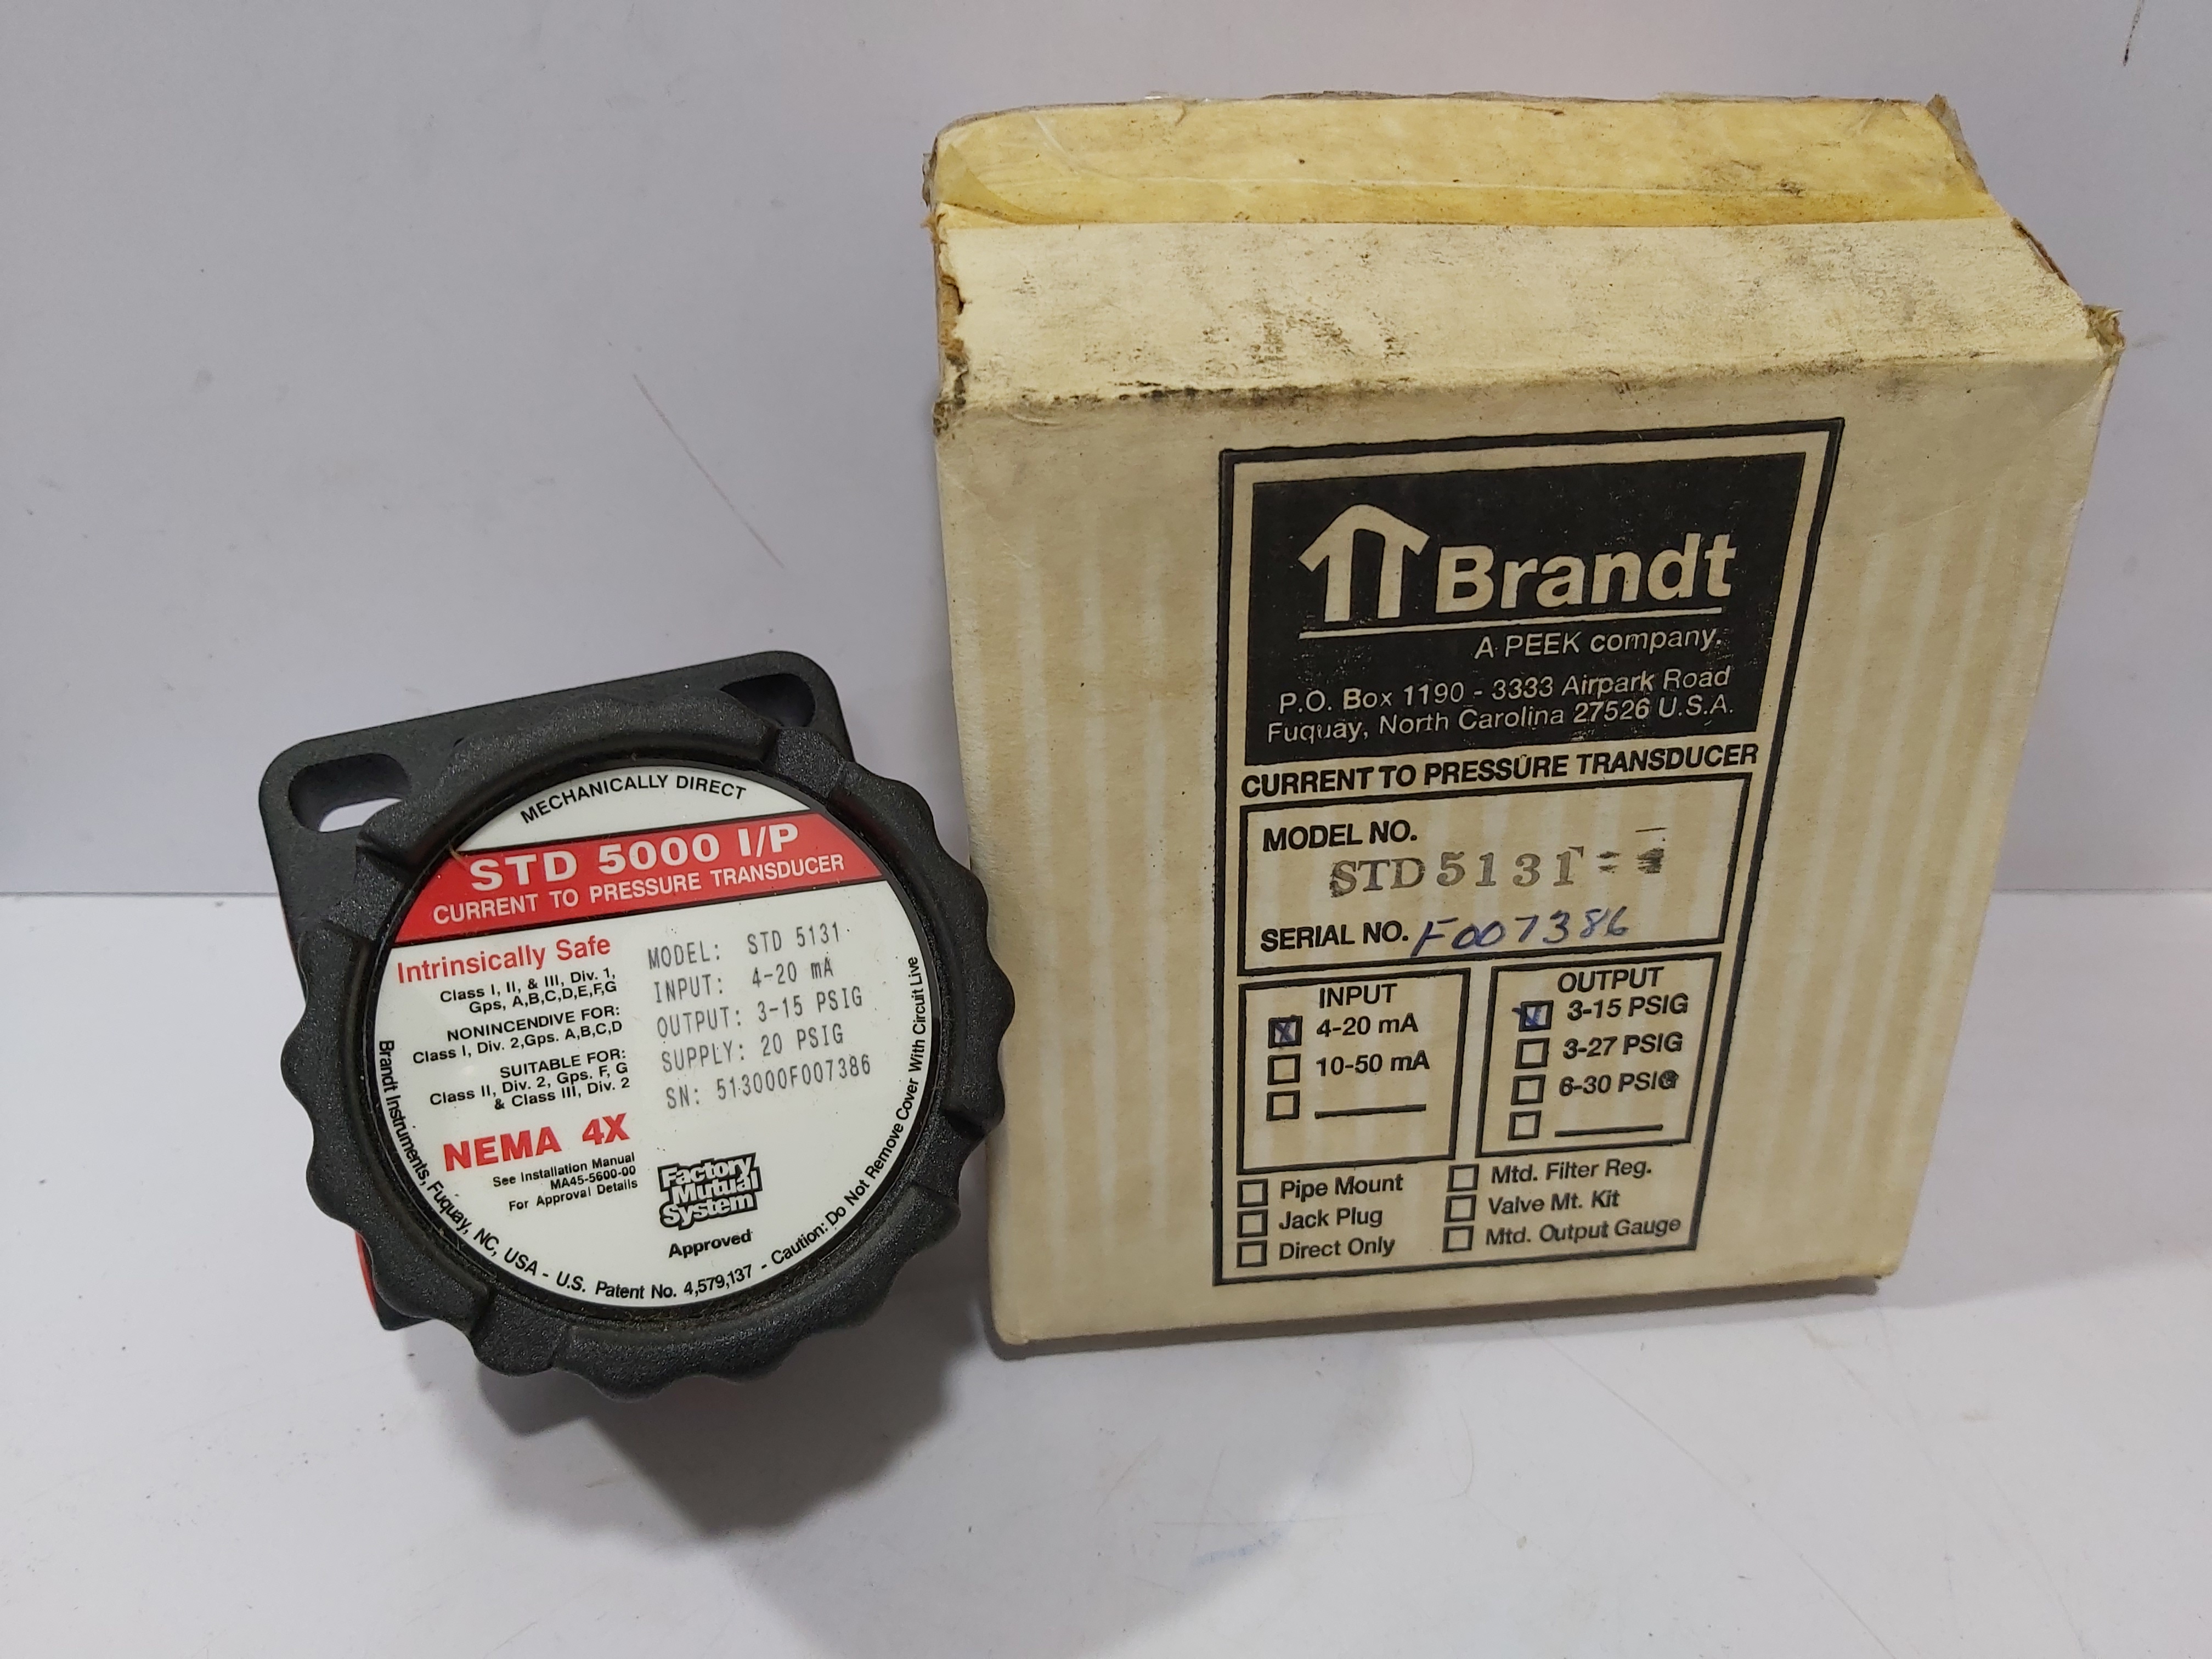 MECHANICALLY DIRECT
STD 5000 I/P
CURRENT TO PRESSURE TRANSDUCER
Intrinsically Safe
Class I, II, & III, Div. 1,
Gps, A,B,C,D,E,F,G
NONINCENDIVE FOR:
Class I, Div. 2,Gps. A,B,C,D
SUITABLE FOR:
Class II, Div. 2, Gps. F, G
& Class III, Div. 2
NEMA 4X
See Installation Manual
MA45-5600-00
For Approval Details
MODEL: STD 5131
INPUT: 4-20 mA
OUTPUT: 3-15 PSIG
SUPPLY: 20 PSIG
SN: 513000F007386
Factory
Mutual
System
Approved
Brandt Instruments, Fuquay, NC, USA - U.S. Patent No. 4,579,137 - Caution: Do Not Remove Cover With Circuit Live
Brandt
A PEEK company.
P.O. Box 1190 - 3333 Airpark Road
Fuquay, North Carolina 27526 U.S.A.
CURRENT TO PRESSURE TRANSDUCER
MODEL NO.
STD 5131
SERIAL NO. F007386
INPUT
4-20 mA
10-50 mA
OUTPUT
3-15 PSIG
3-27 PSIG
6-30 PSIG
Pipe Mount
Jack Plug
Direct Only
Mtd. Filter Reg.
Valve Mt. Kit
Mtd. Output Gauge